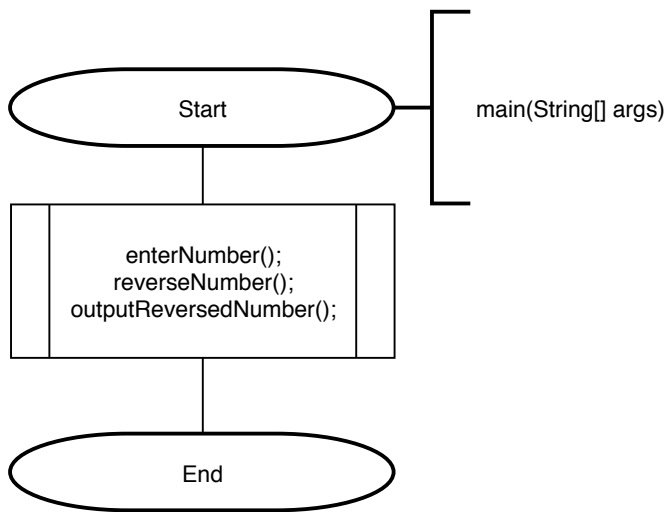 Start
main(String[] args)
enterNumber();
reverseNumber();
outputReversedNumber();
End